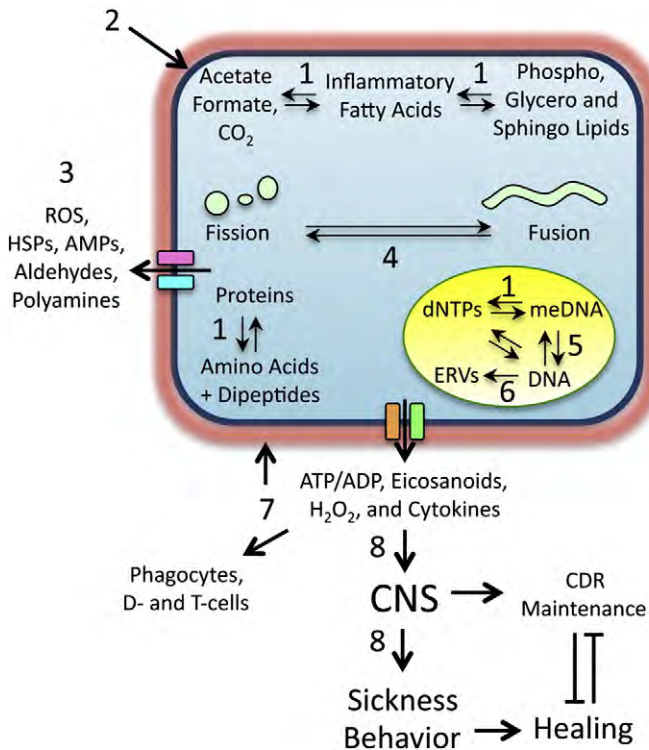 2
Acetate
Formate,
CO₂
1
Inflammatory
Fatty Acids
1
Phospho,
Glycero and
Sphingo Lipids
3
ROS,
HSPs, AMPs,
Aldehydes,
Polyamines
Fission
4
Fusion
Proteins
1
Amino Acids
+ Dipeptides
1
dNTPs
meDNA
5
ERVs
6
DNA
7
ATP/ADP, Eicosanoids,
H₂O₂, and Cytokines
Phagocytes,
D- and T-cells
8
CNS
CDR
Maintenance
8
Sickness
Behavior
Healing